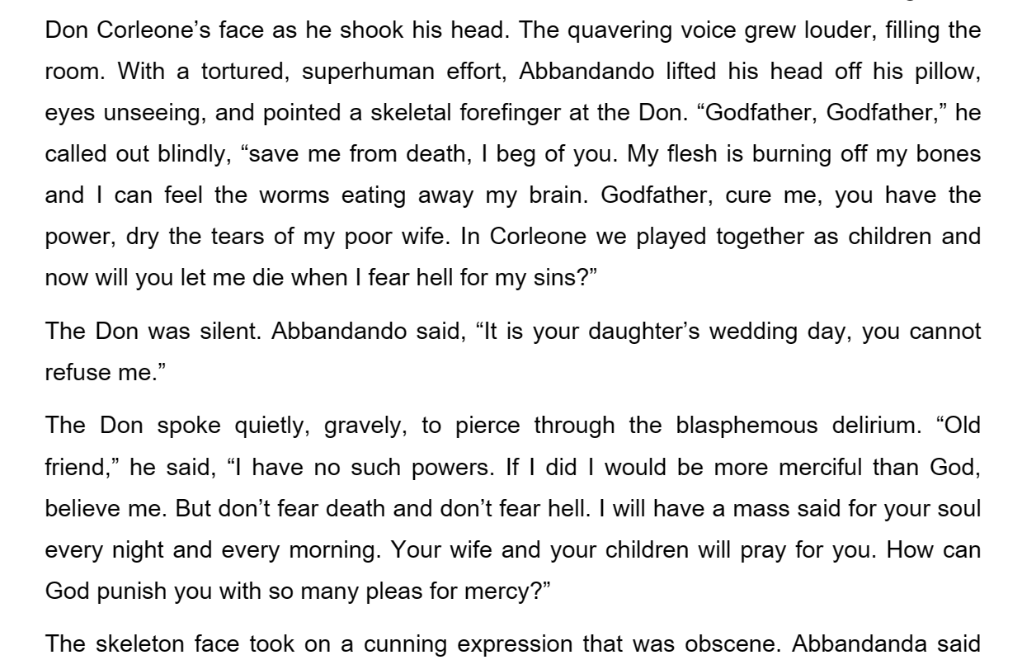 Don Corleone’s face as he shook his head. The quavering voice grew louder, filling the
room. With a tortured, superhuman effort, Abbandando lifted his head off his pillow,
eyes unseeing, and pointed a skeletal forefinger at the Don. “Godfather, Godfather,” he
called out blindly, “save me from death, I beg of you. My flesh is burning off my bones
and I can feel the worms eating away my brain. Godfather, cure me, you have the
power, dry the tears of my poor wife. In Corleone we played together as children and
now will you let me die when I fear hell for my sins?”
The Don was silent. Abbandando said, “It is your daughter’s wedding day, you cannot
refuse me.”
The Don spoke quietly, gravely, to pierce through the blasphemous delirium. “Old
friend,” he said, “I have no such powers. If I did I would be more merciful than God,
believe me. But don’t fear death and don’t fear hell. I will have a mass said for your soul
every night and every morning. Your wife and your children will pray for you. How can
God punish you with so many pleas for mercy?”
The skeleton face took on a cunning expression that was obscene. Abbandanda said